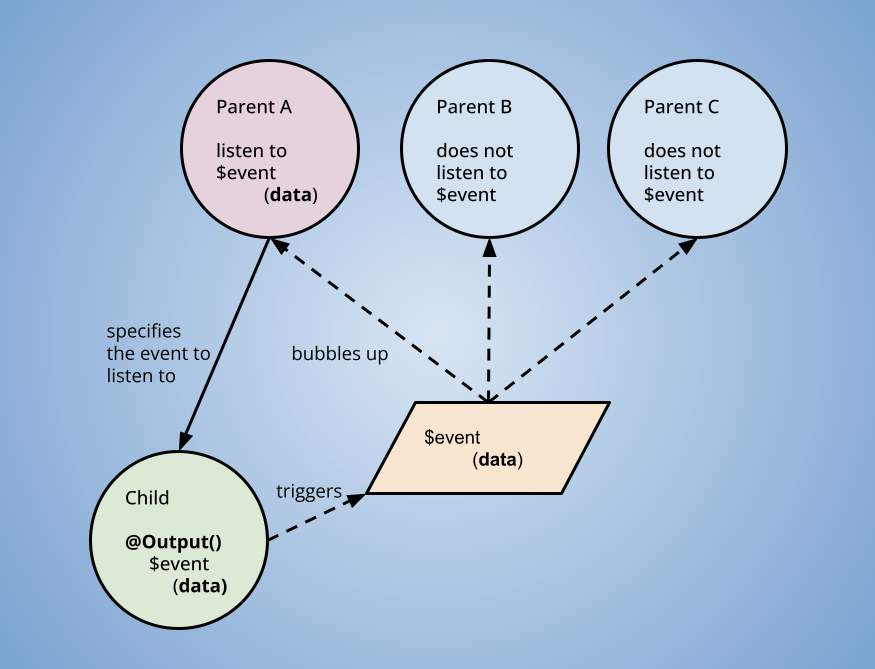 Parent A
listen to
$event
(data)
Parent B
does not
listen to
$event
Parent C
does not
listen to
$event
specifies
the event to
listen to
bubbles up
$event
(data)
triggers
Child
@Output()
$event
(data)